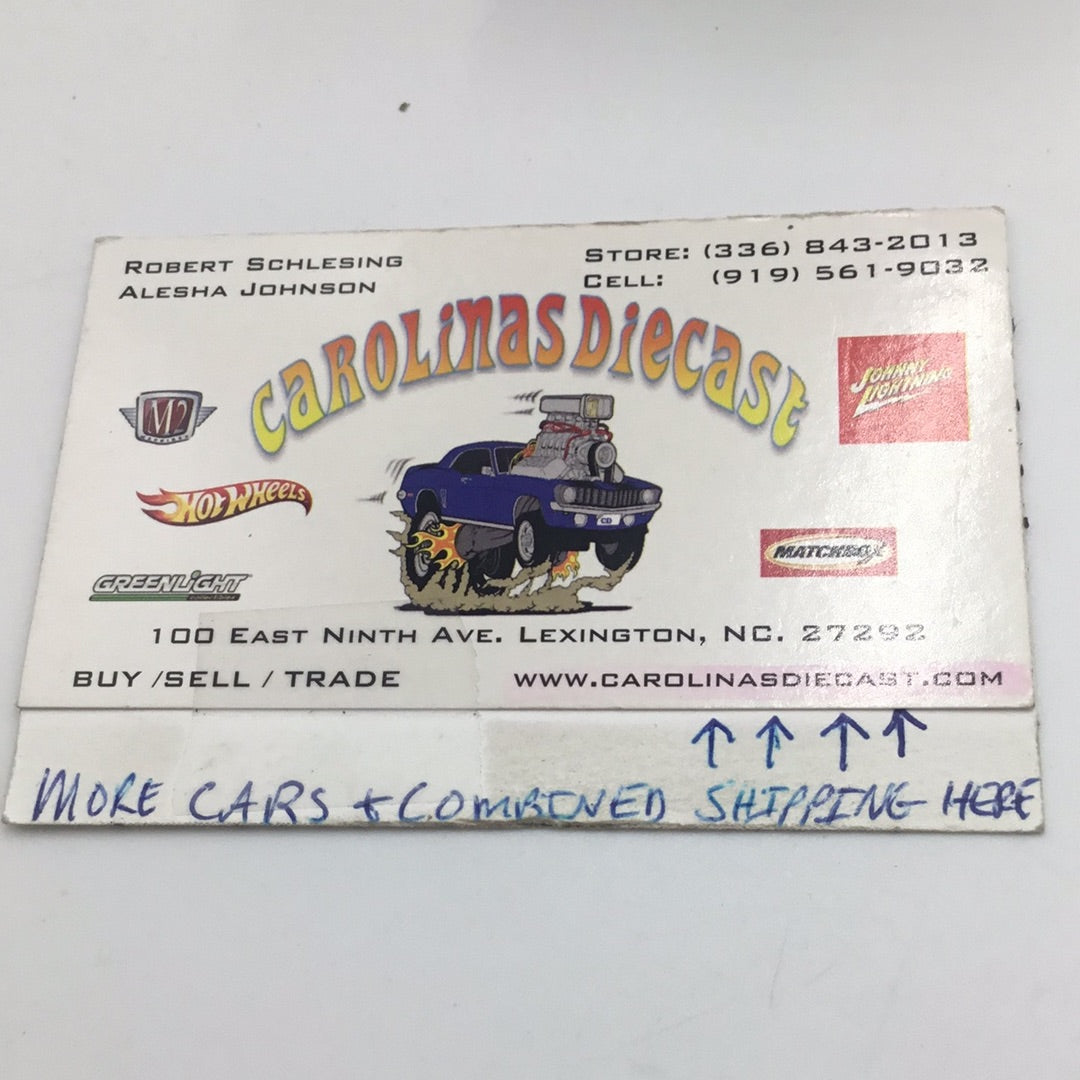 ROBERT SCHLESING
ALESHA JOHNSON
STORE: (336) 843-2013
CELL: (919) 561-9032
CAROLINAS DIECAST
M2
JOHNNY LIGHTNING
HOT WHEELS
CD
MATCHBOX
GREENLIGHT
collectibles
100 EAST NINTH AVE. LEXINGTON, NC. 27292
BUY /SELL / TRADE
WWW.CAROLINASDIECAST.COM
MORE CARS + COMBINED SHIPPING HERE